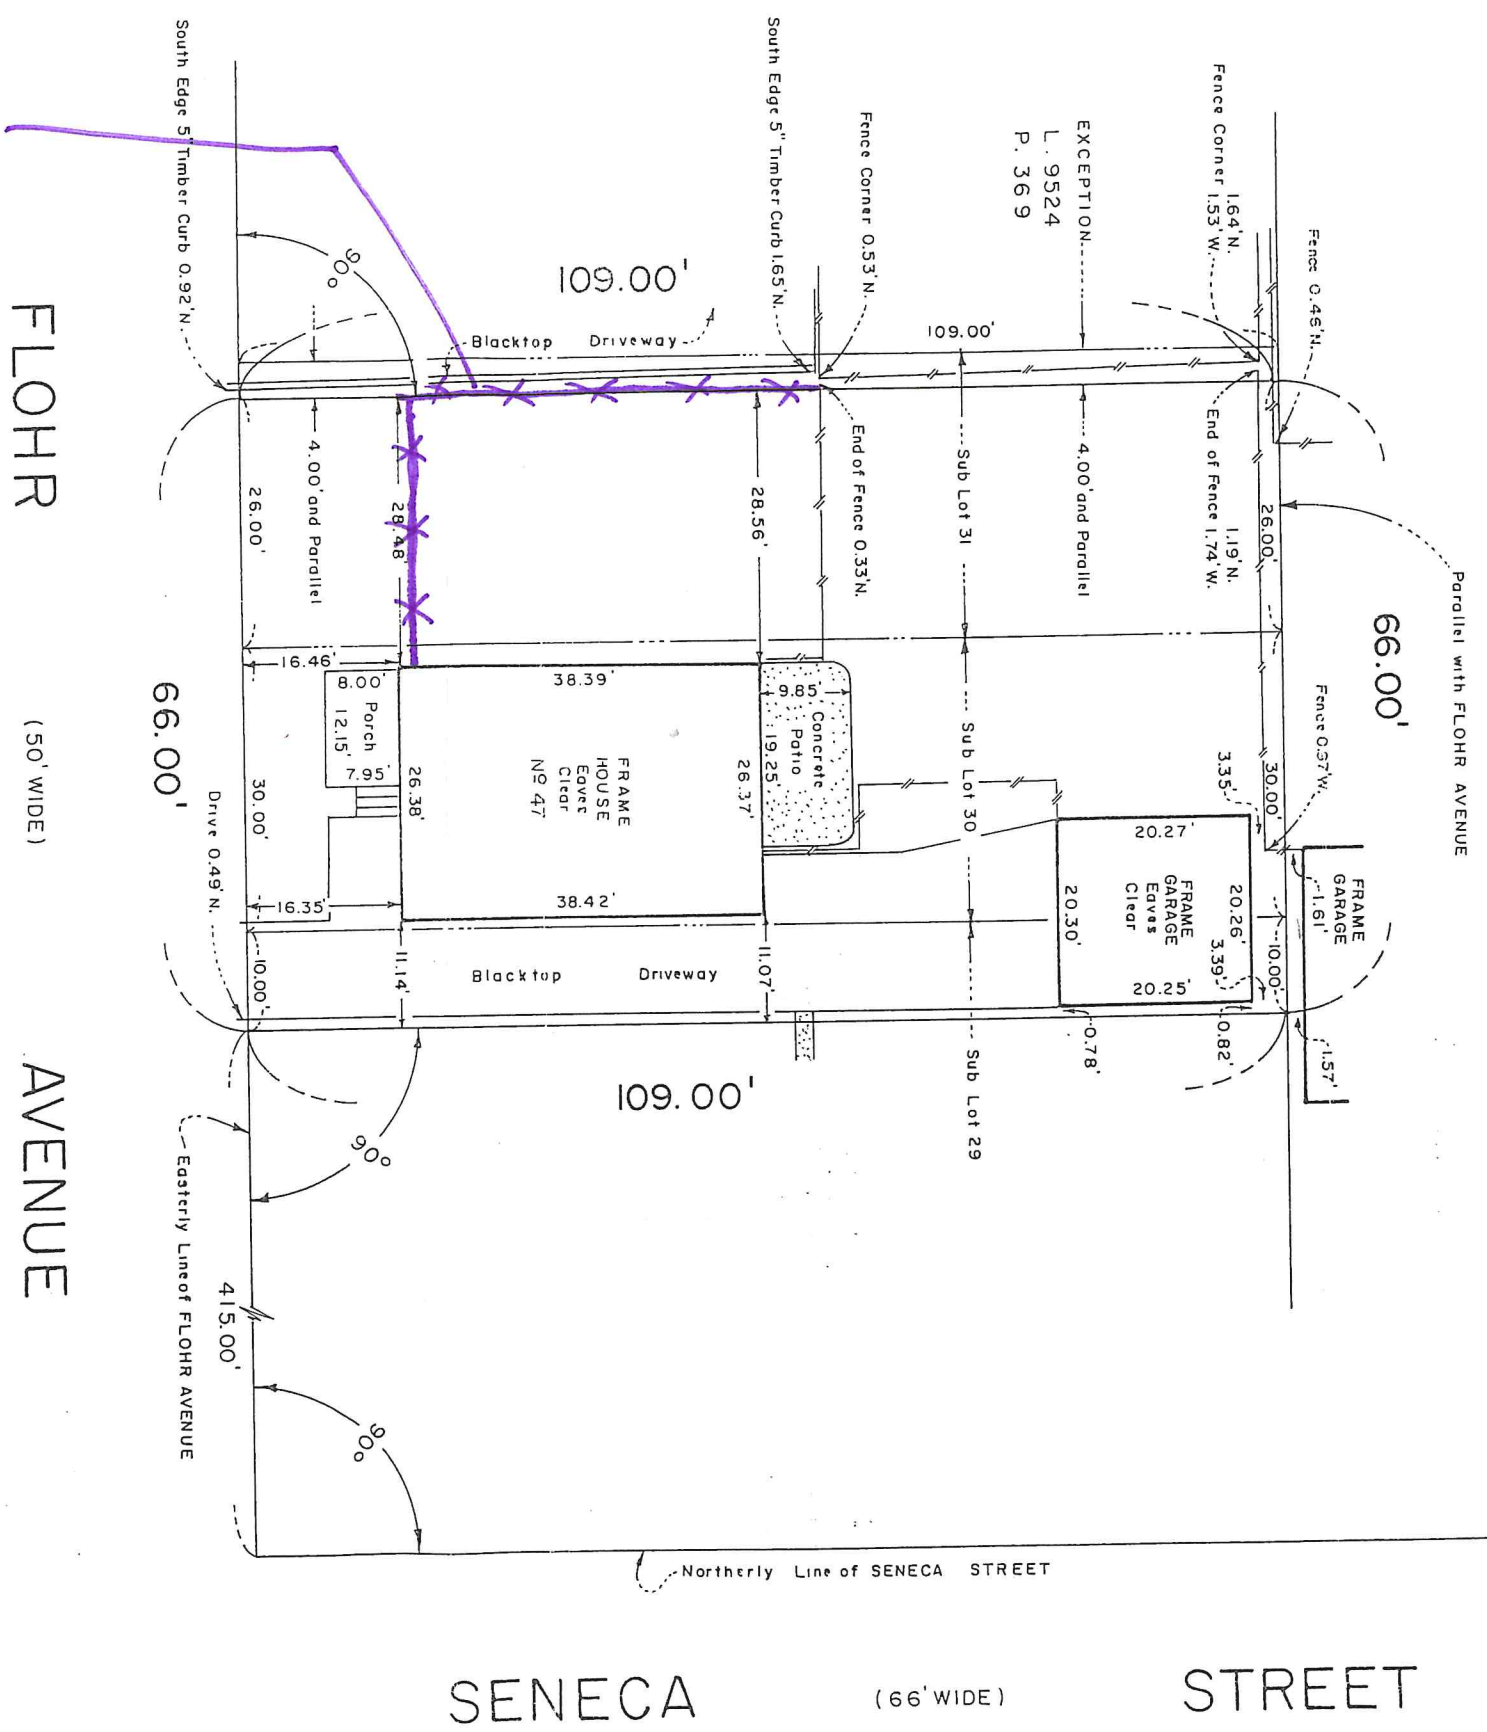 South Edge 5" Timber Curb 0.92'N.
South Edge 5" Timber Curb 1.65'N.
Fence Corner 0.53'N.
EXCEPTION
L. 9524
P. 369
Fence Corner 1.64'N.
1.53'W.
Fence 0.46'N.
90°
109.00'
Blacktop Driveway
109.00'
End of Fence 0.33'N.
Sub Lot 31
4.00' and Parallel
End of Fence 1.19'N.
1.74'W.
26.00'
Parallel with FLOHR AVENUE
66.00'
26.00'
4.00' and Parallel
28.48'
28.56'
16.46'
8.00'
Porch
12.15'
7.95'
38.39'
26.38'
FRAME
HOUSE
Eaves
Clear
Nº 47
26.37'
38.42'
9.85'
Concrete
Patio
19.25'
Sub Lot 30
Fence 0.37'W.
3.35'
30.00'
20.27'
FRAME
GARAGE
Eaves
Clear
20.30'
20.26'
20.25'
3.39'
FRAME
GARAGE
1.61'
1.57'
10.00'
0.82'
0.78'
66.00'
30.00'
Drive 0.49'N.
16.35'
10.00'
11.14'
Blacktop Driveway
11.07'
Sub Lot 29
109.00'
90°
Easterly Line of FLOHR AVENUE
415.00'
90°
Northerly Line of SENECA STREET
FLOHR (50' WIDE) AVENUE
SENECA (66' WIDE) STREET